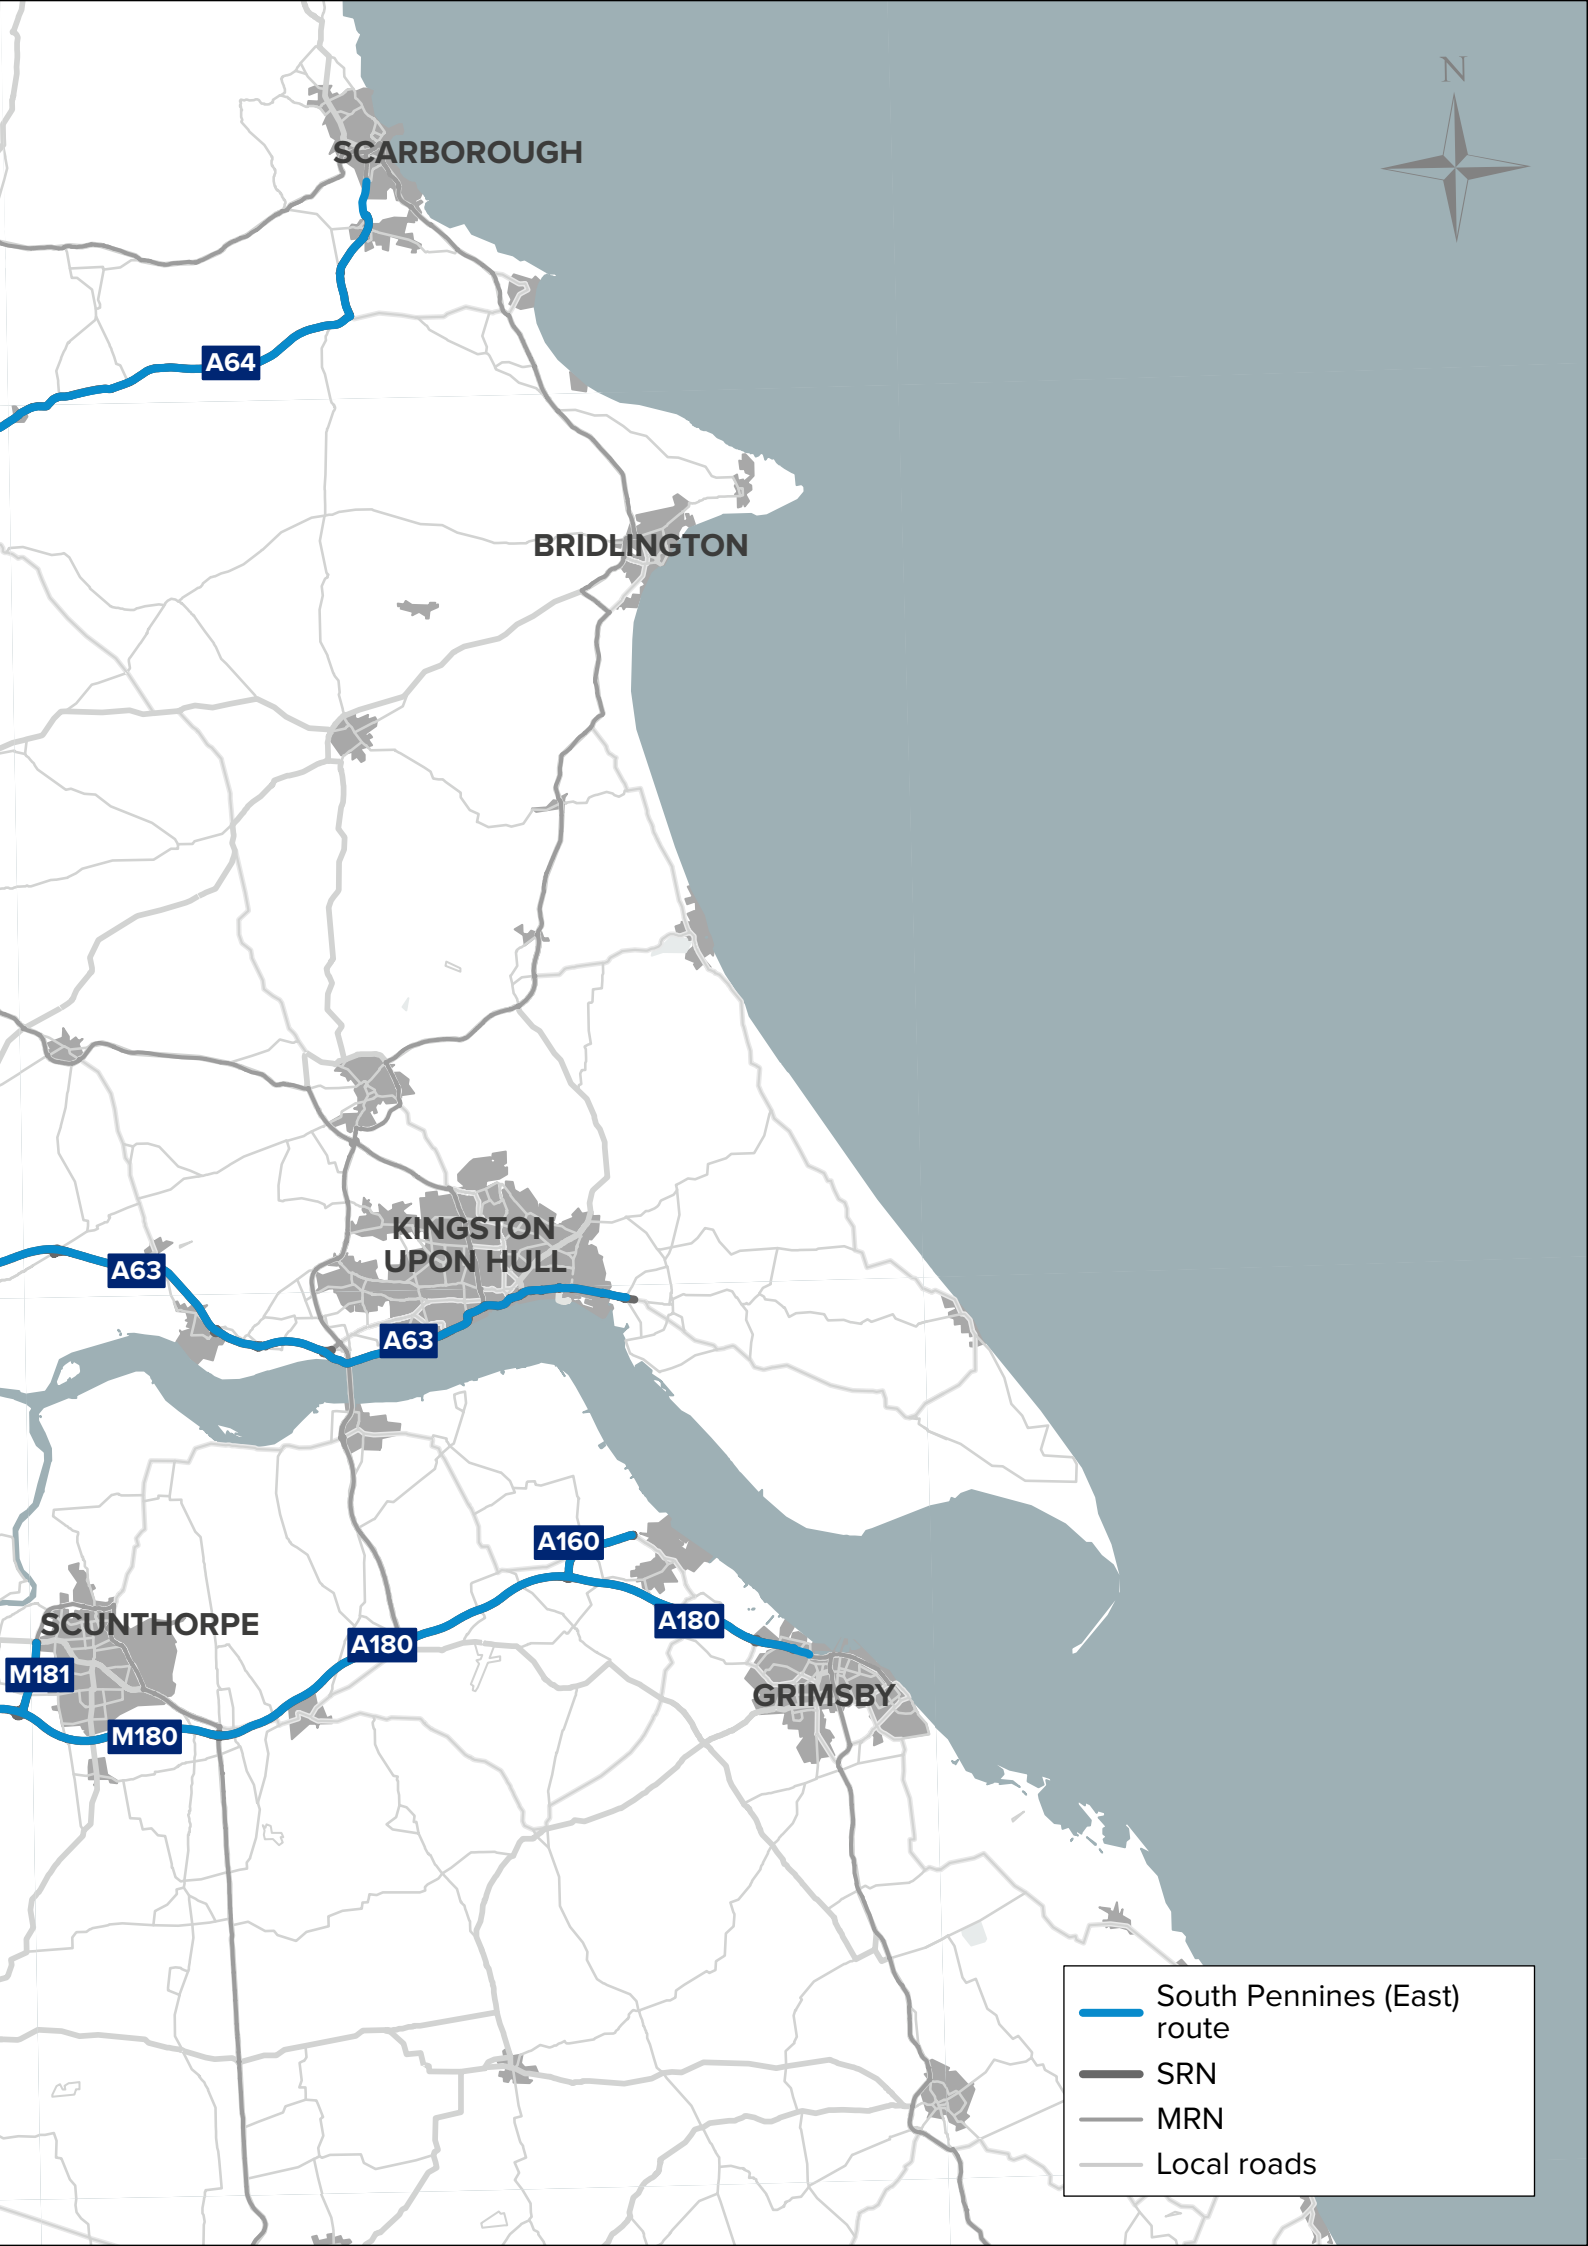 N
SCARBOROUGH
A64
BRIDLINGTON
KINGSTON
UPON HULL
A63
A63
A160
SCUNTHORPE
A180
A180
M181
GRIMSBY
M180
South Pennines (East)
route
SRN
MRN
Local roads